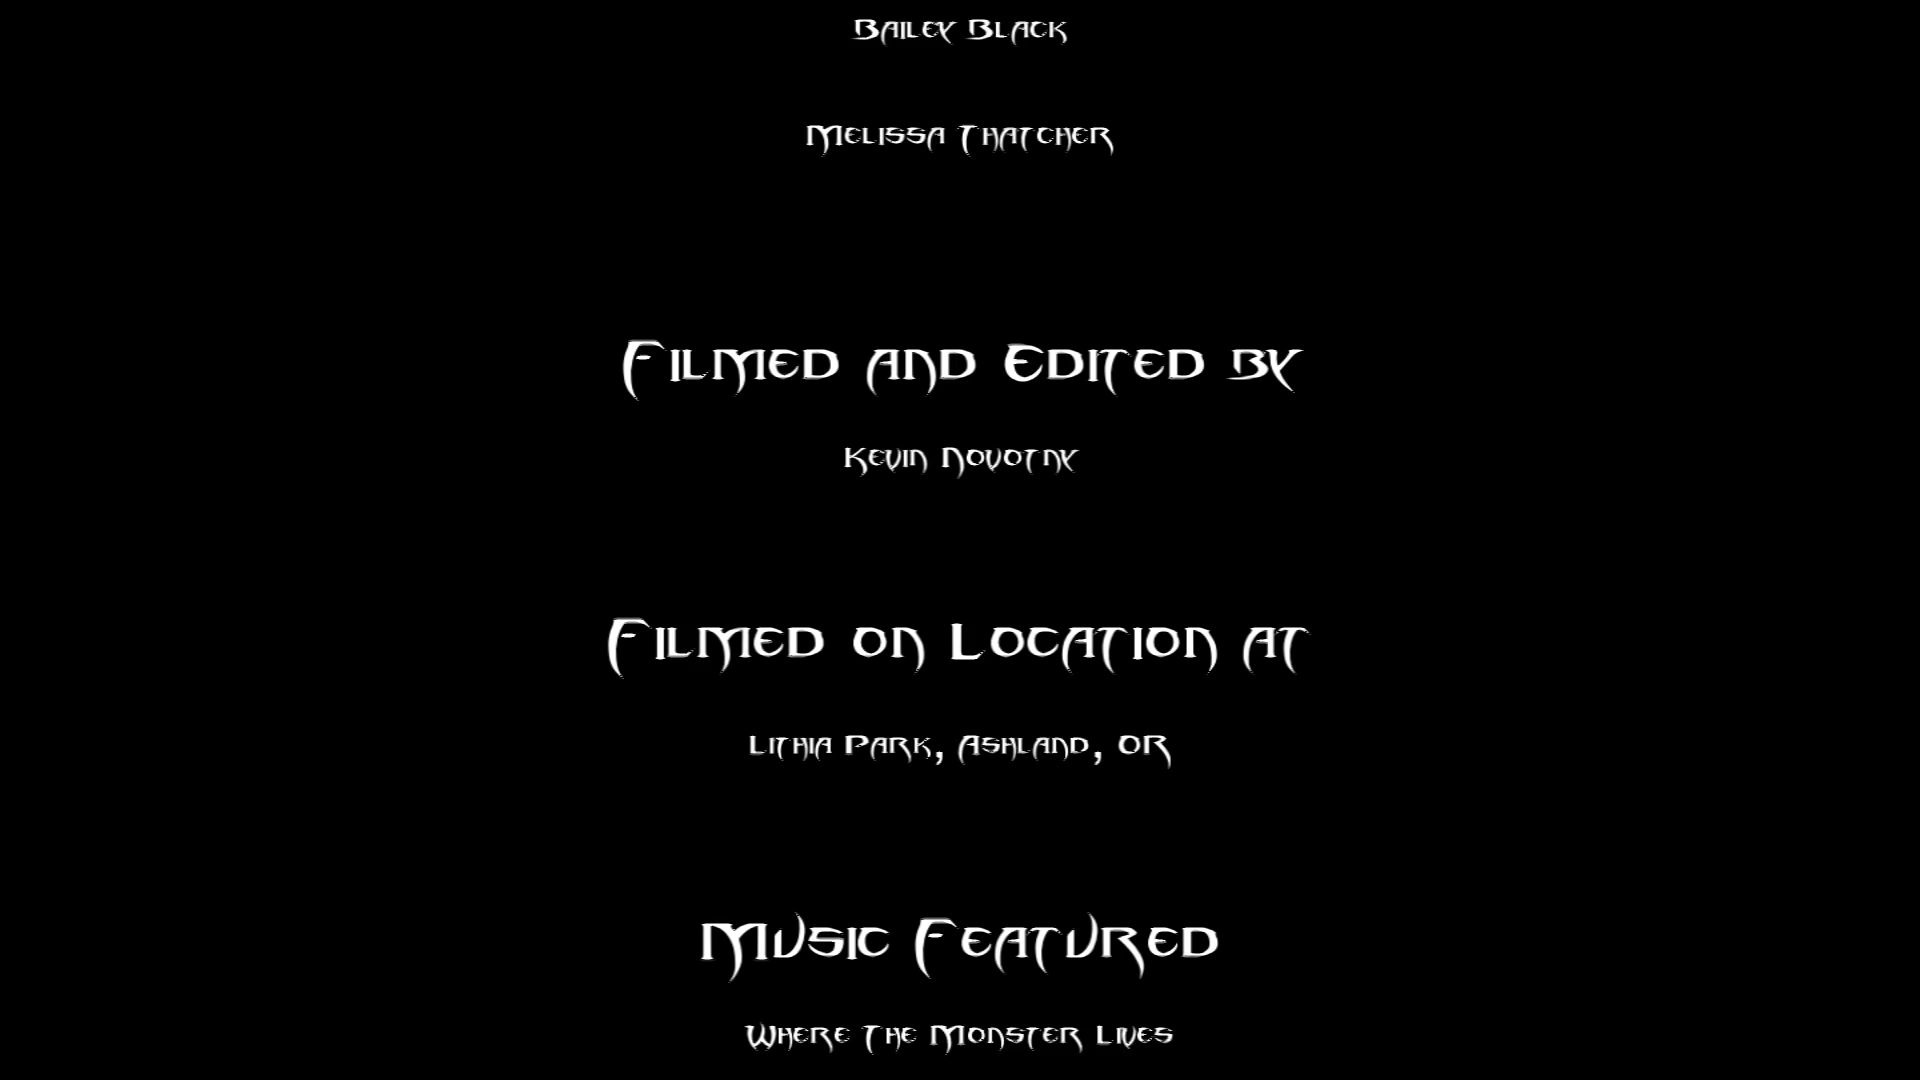 Bailey Black
Melissa Thatcher
Filmed and Edited by
Kevin Novotny
Filmed on Location at
Lithia Park, Ashland, OR
Music Featured
Where The Monster Lives